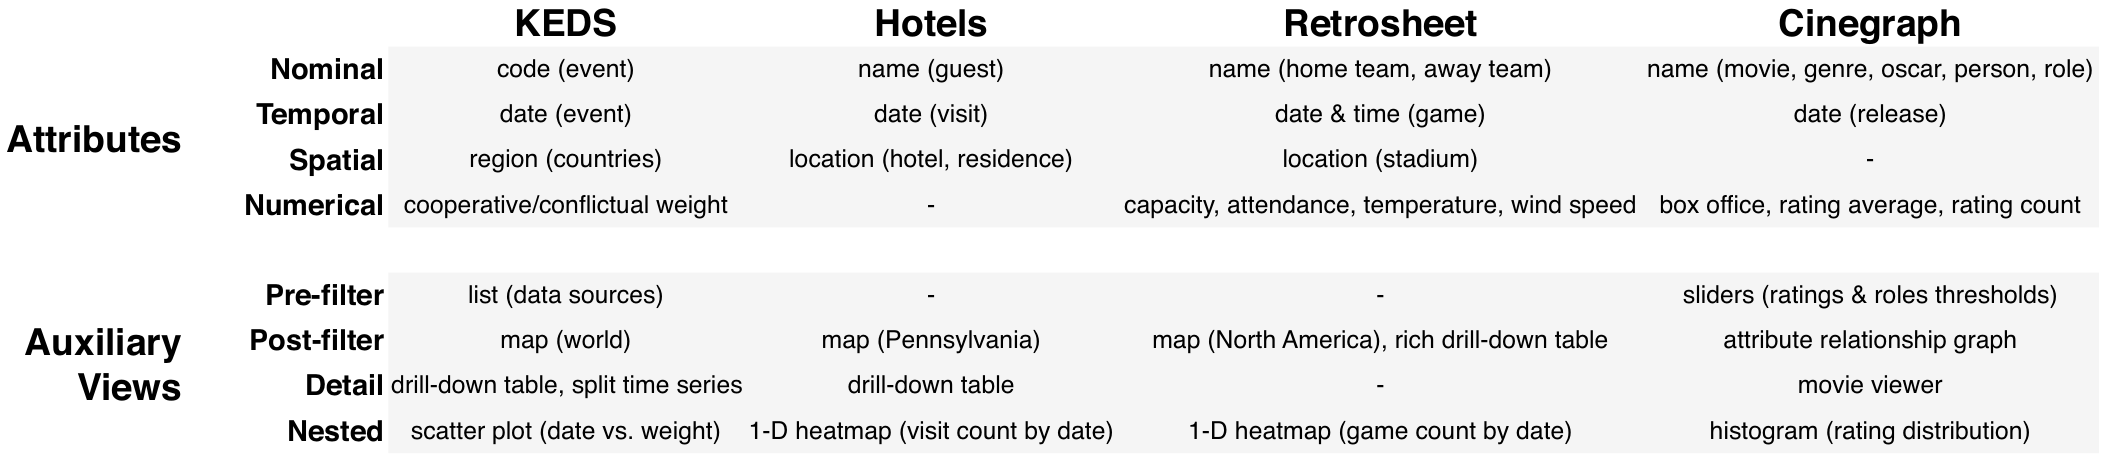 KEDS Hotels Retrosheet Cinegraph
Attributes
Nominal code (event) name (guest) name (home team, away team) name (movie, genre, oscar, person, role)
Temporal date (event) date (visit) date & time (game) date (release)
Spatial region (countries) location (hotel, residence) location (stadium) -
Numerical cooperative/conflictual weight - capacity, attendance, temperature, wind speed box office, rating average, rating count
Auxiliary
Views
Pre-filter list (data sources) - - sliders (ratings & roles thresholds)
Post-filter map (world) map (Pennsylvania) map (North America), rich drill-down table attribute relationship graph
Detail drill-down table, split time series drill-down table - movie viewer
Nested scatter plot (date vs. weight) 1-D heatmap (visit count by date) 1-D heatmap (game count by date) histogram (rating distribution)